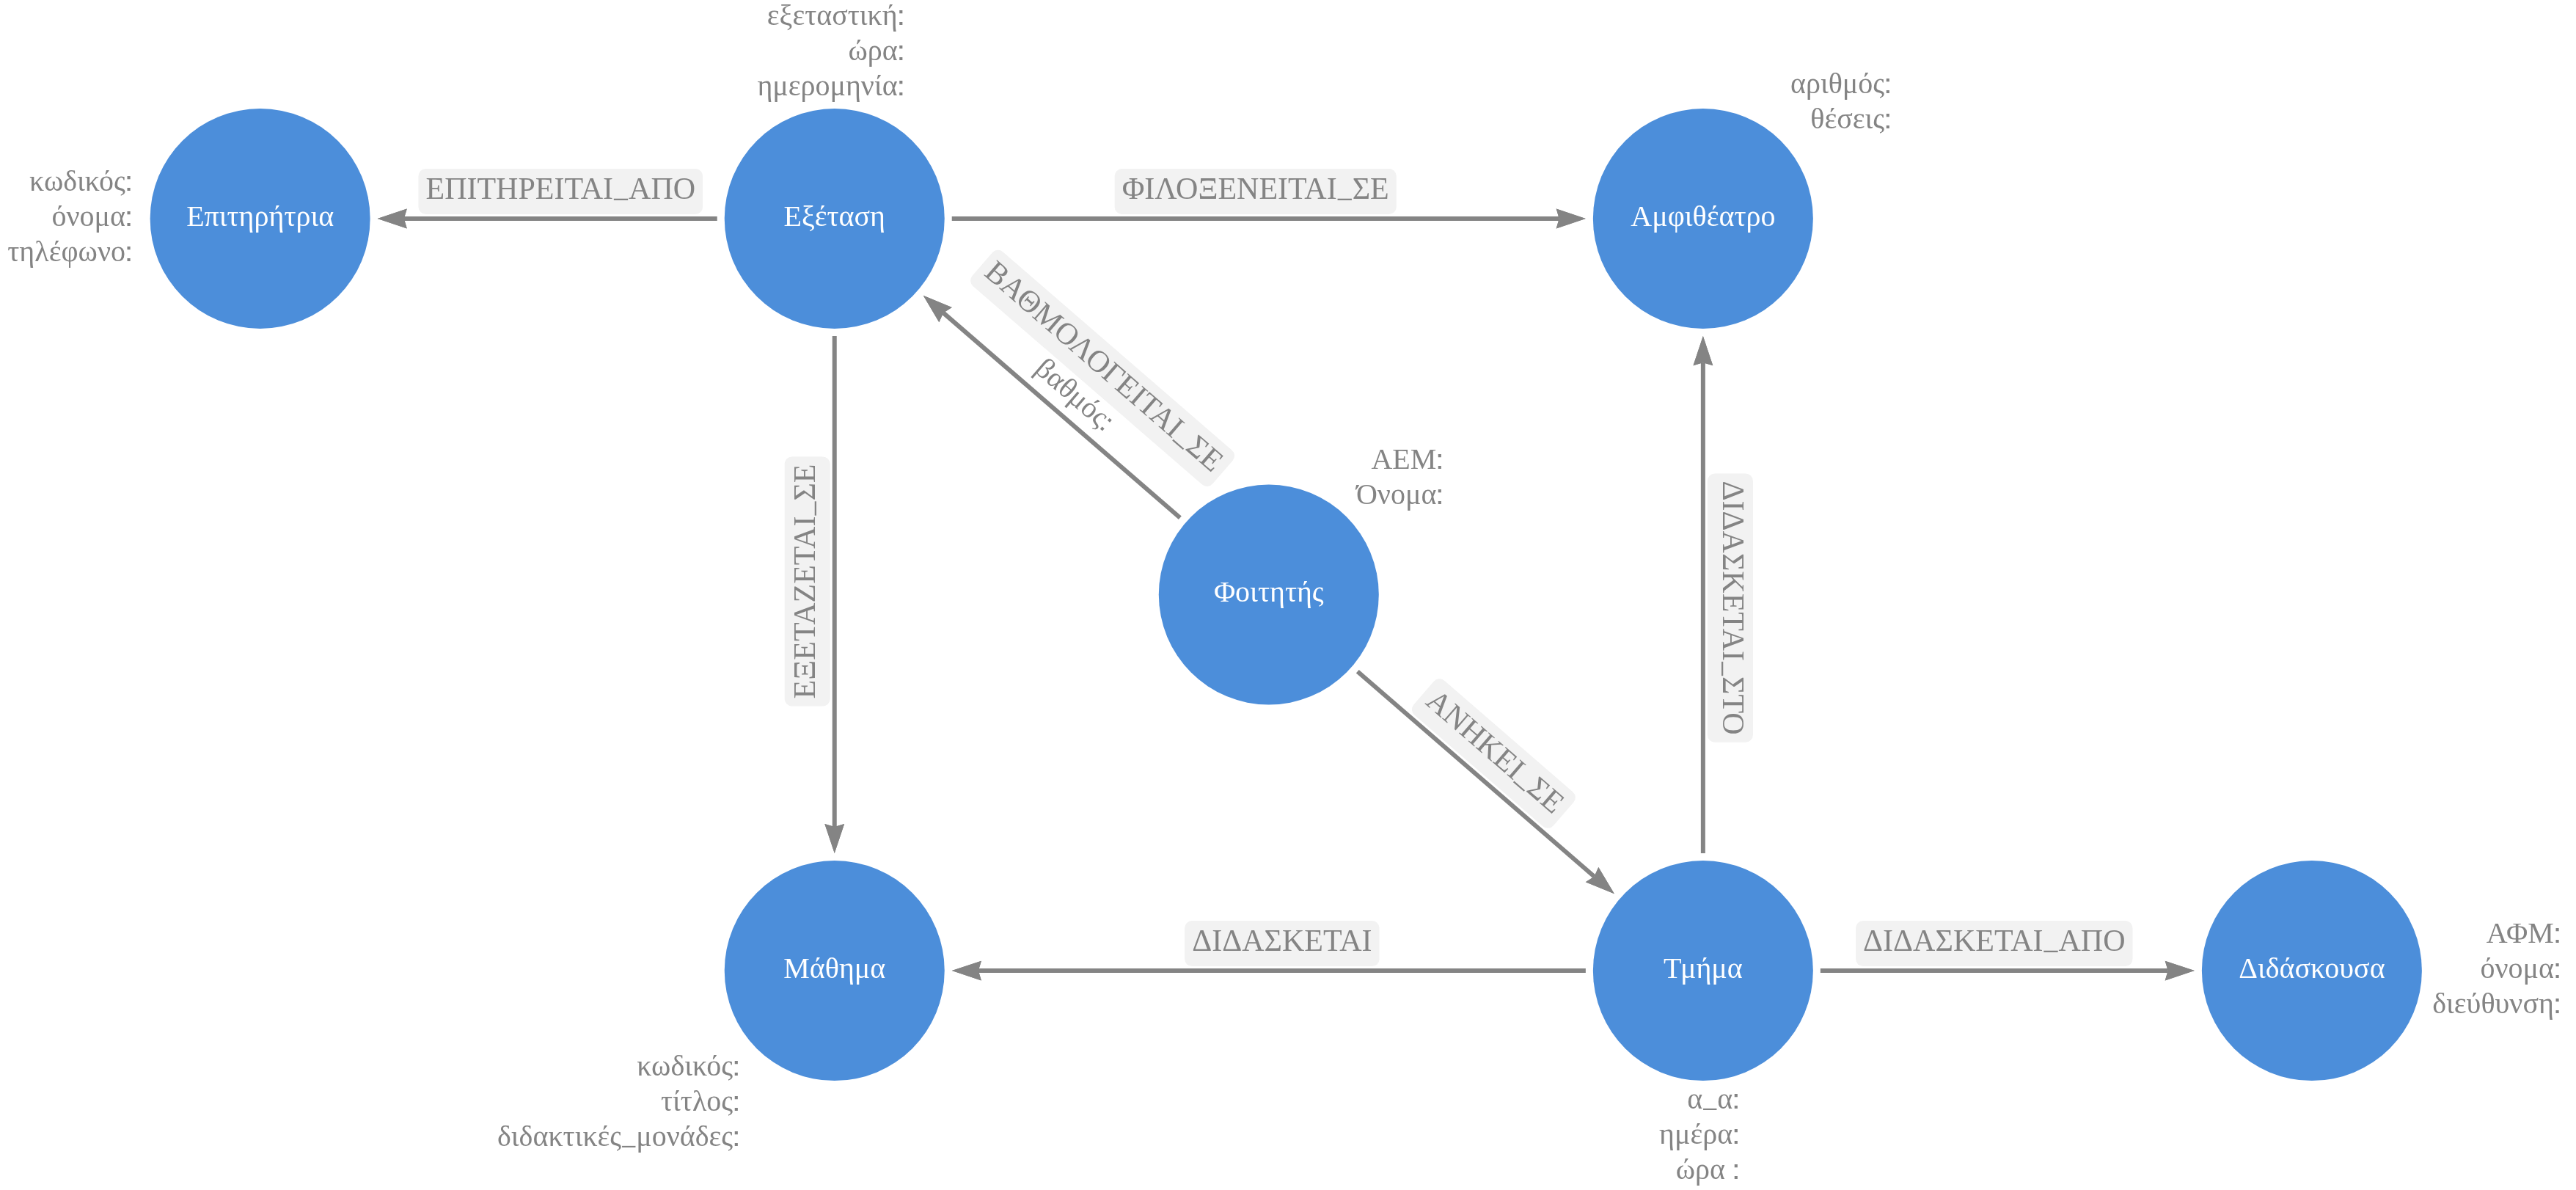 εξεταστική:
ώρα:
ημερομηνία:
αριθμός:
θέσεις:
κωδικός:
όνομα:
τηλέφωνο:
Επιτηρήτρια
ΕΠΙΤΗΡΕΙΤΑΙ_ΑΠΟ
Εξέταση
ΦΙΛΟΞΕΝΕΙΤΑΙ_ΣΕ
Αμφιθέατρο
ΒΑΘΜΟΛΟΓΕΙΤΑΙ_ΣΕ
βαθμός:
ΑΕΜ:
Όνομα:
ΕΞΕΤΑΖΕΤΑΙ_ΣΕ
Φοιτητής
ΔΙΔΑΣΚΕΤΑΙ_ΣΤΟ
ΑΝΗΚΕΙ_ΣΕ
Μάθημα
ΔΙΔΑΣΚΕΤΑΙ
Τμήμα
ΔΙΔΑΣΚΕΤΑΙ_ΑΠΟ
Διδάσκουσα
ΑΦΜ:
όνομα:
διεύθυνση:
κωδικός:
τίτλος:
διδακτικές_μονάδες:
α_α:
ημέρα:
ώρα :